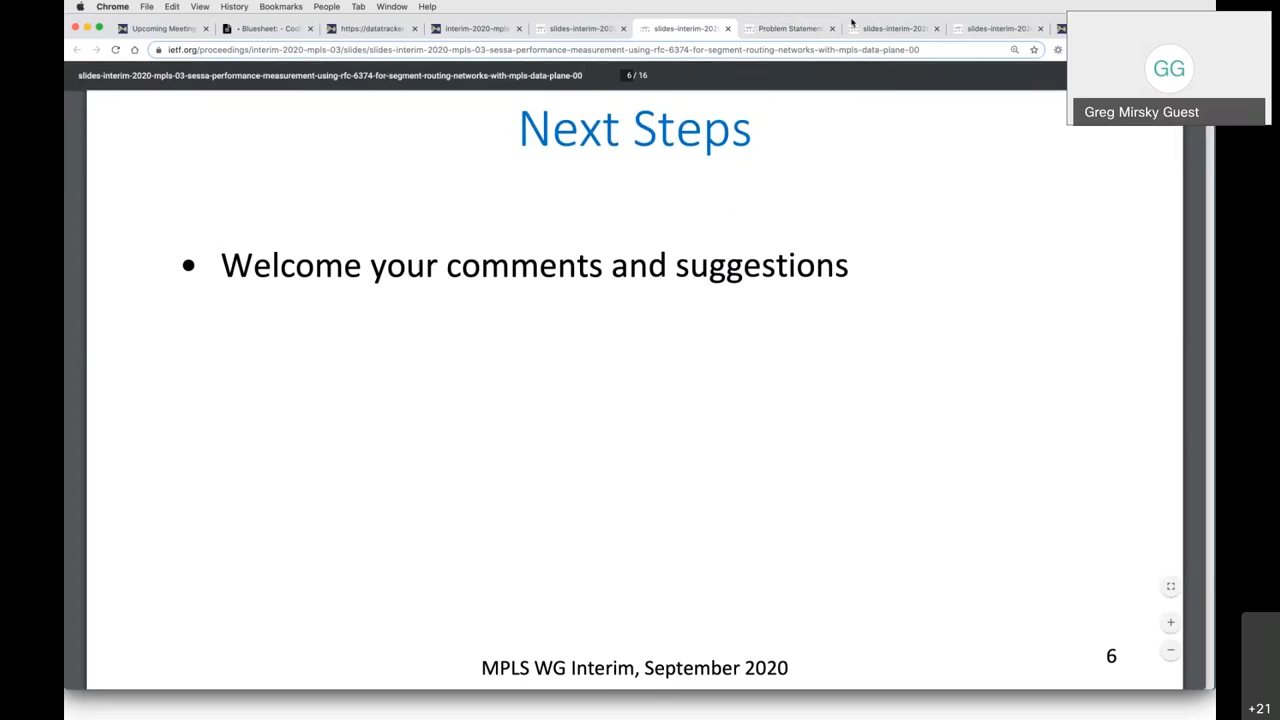 Chrome File Edit View History Bookmarks People Tab Window Help
Upcoming Meeting Bluesheet: - Codi https://datatracker interim-2020-mpls slides-interim-202 slides-interim-202 Problem Statement slides-interim-202 slides-interim-202
ietf.org/proceedings/interim-2020-mpls-03/slides/slides-interim-2020-mpls-03-sessa-performance-measurement-using-rfc-6374-for-segment-routing-networks-with-mpls-data-plane-00
slides-interim-2020-mpls-03-sessa-performance-measurement-using-rfc-6374-for-segment-routing-networks-with-mpls-data-plane-00 6 / 16
GG
Greg Mirsky Guest
Next Steps
• Welcome your comments and suggestions
MPLS WG Interim, September 2020
6
+21